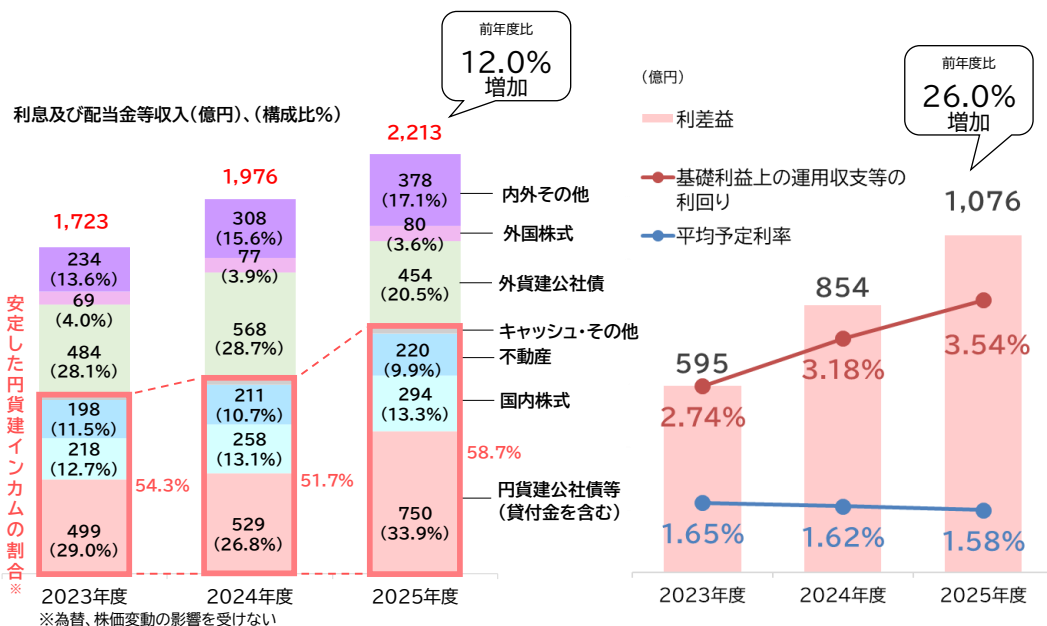 利息及び配当金等収入（億円）、（構成比%）
前年度比
12.0%
増加
安定した円貨建インカムの割合※
1,723
234
（13.6%）
69
（4.0%）
484
（28.1%）
198
（11.5%）
218
（12.7%）
499
（29.0%）
54.3%
2023年度
1,976
308
（15.6%）
77
（3.9%）
568
（28.7%）
211
（10.7%）
258
（13.1%）
529
（26.8%）
51.7%
2024年度
2,213
378
（17.1%）
80
（3.6%）
454
（20.5%）
220
（9.9%）
294
（13.3%）
750
（33.9%）
58.7%
2025年度
内外その他
外国株式
外貨建公社債
キャッシュ・その他
不動産
国内株式
円貨建公社債等
（貸付金を含む）
※為替、株価変動の影響を受けない
（億円）
利差益
基礎利益上の運用収支等の
利回り
平均予定利率
前年度比
26.0%
増加
595
2.74%
1.65%
2023年度
854
3.18%
1.62%
2024年度
1,076
3.54%
1.58%
2025年度